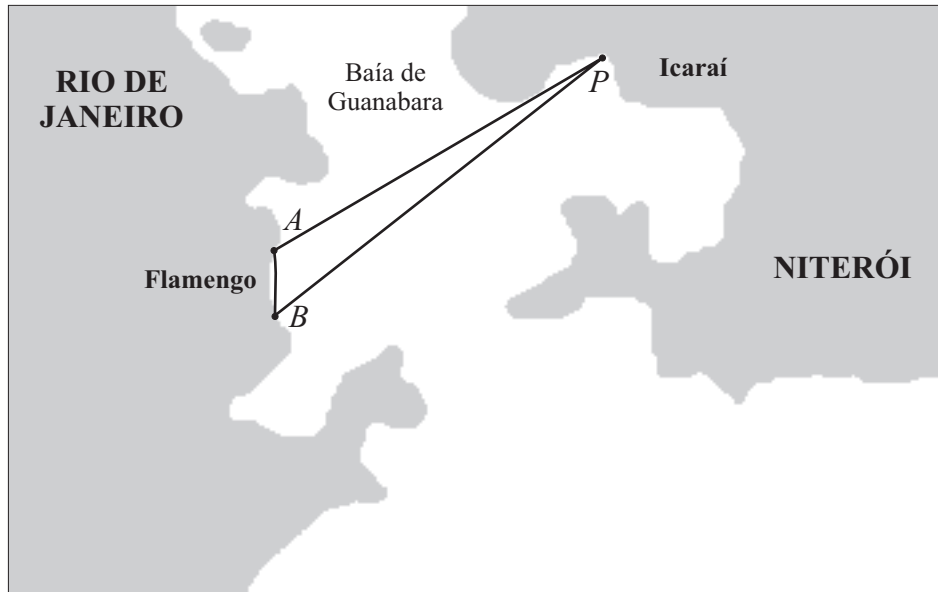 RIO DE
JANEIRO
Baía de
Guanabara
Icaraí
P
A
Flamengo
B
NITERÓI